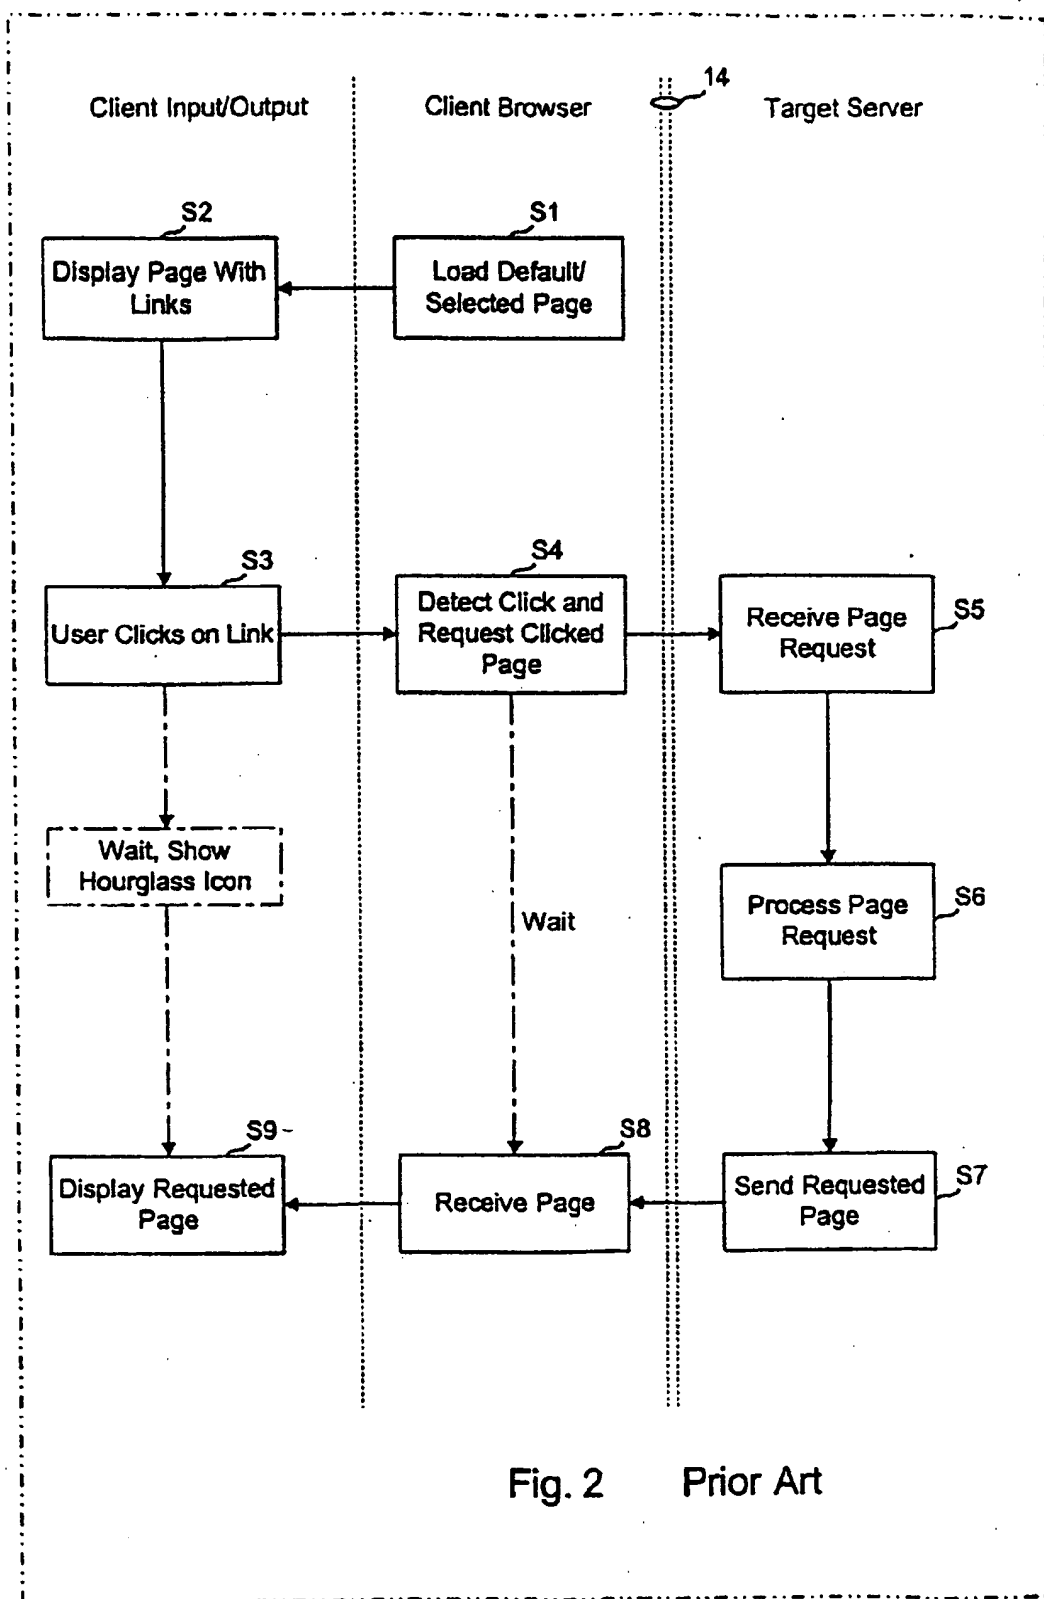 14
Client Input/Output
Client Browser
Target Server
S2
S1
Display Page With
Links
Load Default/
Selected Page
S3
S4
S5
User Clicks on Link
Detect Click and
Request Clicked
Page
Receive Page
Request
Wait, Show
Hourglass Icon
Wait
S6
Process Page
Request
S9
S8
S7
Display Requested
Page
Receive Page
Send Requested
Page
Fig. 2
Prior Art